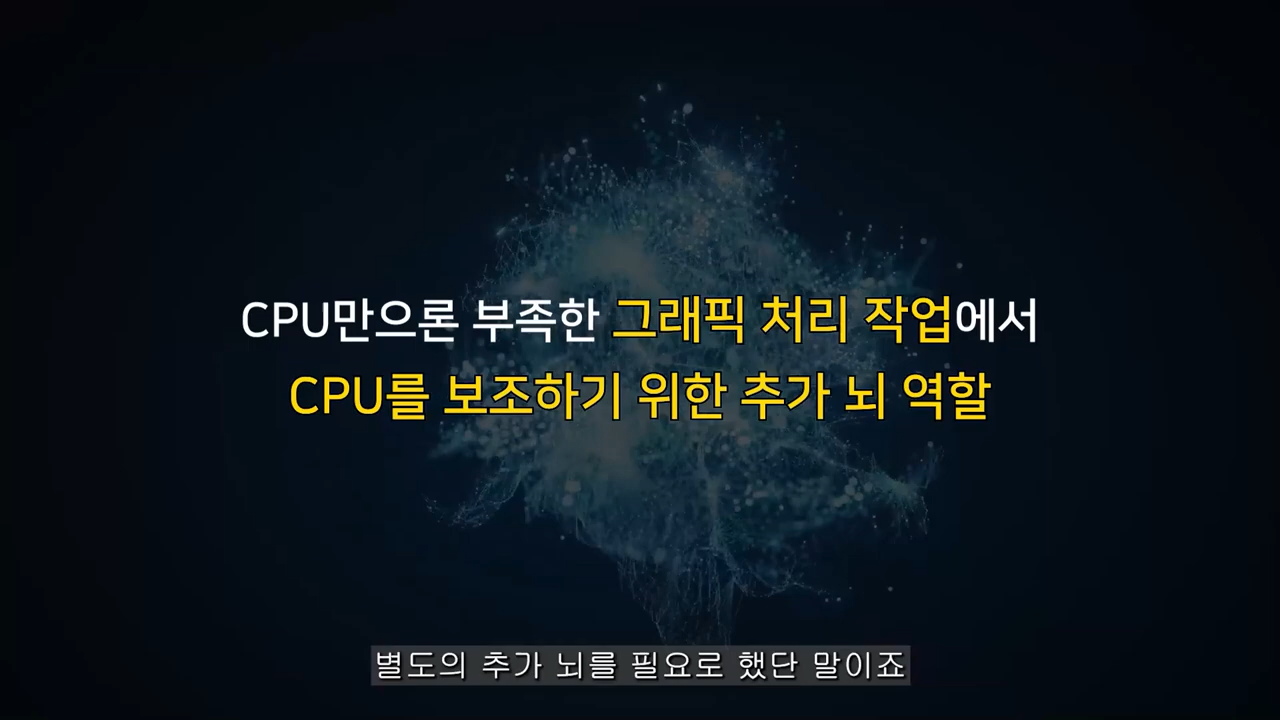 CPU만으론 부족한 그래픽 처리 작업에서
CPU를 보조하기 위한 추가 뇌 역할
별도의 추가 뇌를 필요로 했단 말이죠